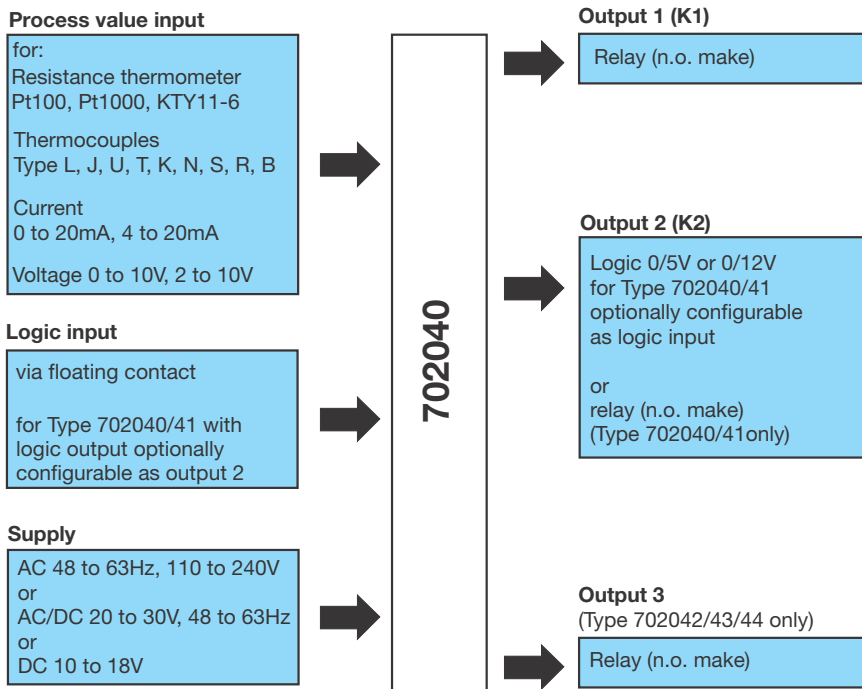 Process value input
for:
Resistance thermometer
Pt100, Pt1000, KTY11-6
Thermocouples
Type L, J, U, T, K, N, S, R, B
Current
0 to 20mA, 4 to 20mA
Voltage 0 to 10V, 2 to 10V
Logic input
via floating contact
for Type 702040/41 with
logic output optionally
configurable as output 2
Supply
AC 48 to 63Hz, 110 to 240V
or
AC/DC 20 to 30V, 48 to 63Hz
or
DC 10 to 18V
702040
Output 1 (K1)
Relay (n.o. make)
Output 2 (K2)
Logic 0/5V or 0/12V
for Type 702040/41
optionally configurable
as logic input
or
relay (n.o. make)
(Type 702040/41only)
Output 3
(Type 702042/43/44 only)
Relay (n.o. make)